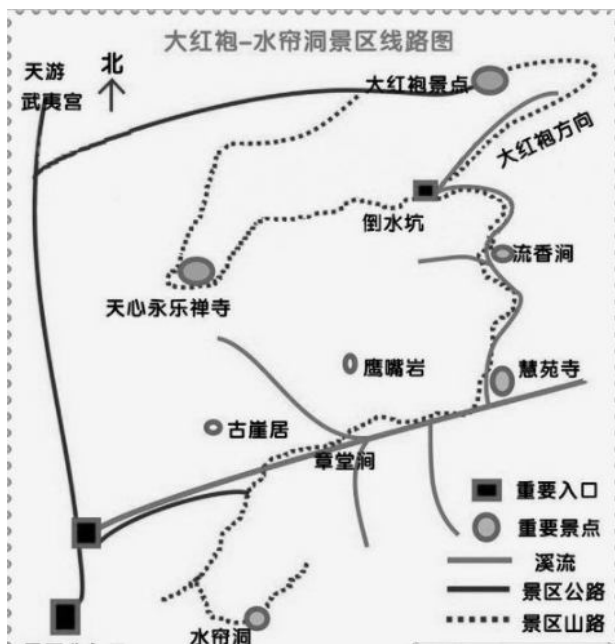 大红袍-水帘洞景区线路图
天游
武夷宫
北
大红袍景点
大红袍方向
倒水坑
流香涧
天心永乐禅寺
鹰嘴岩
慧苑寺
古崖居
章堂涧
重要入口
重要景点
溪流
景区公路
景区山路
水帘洞